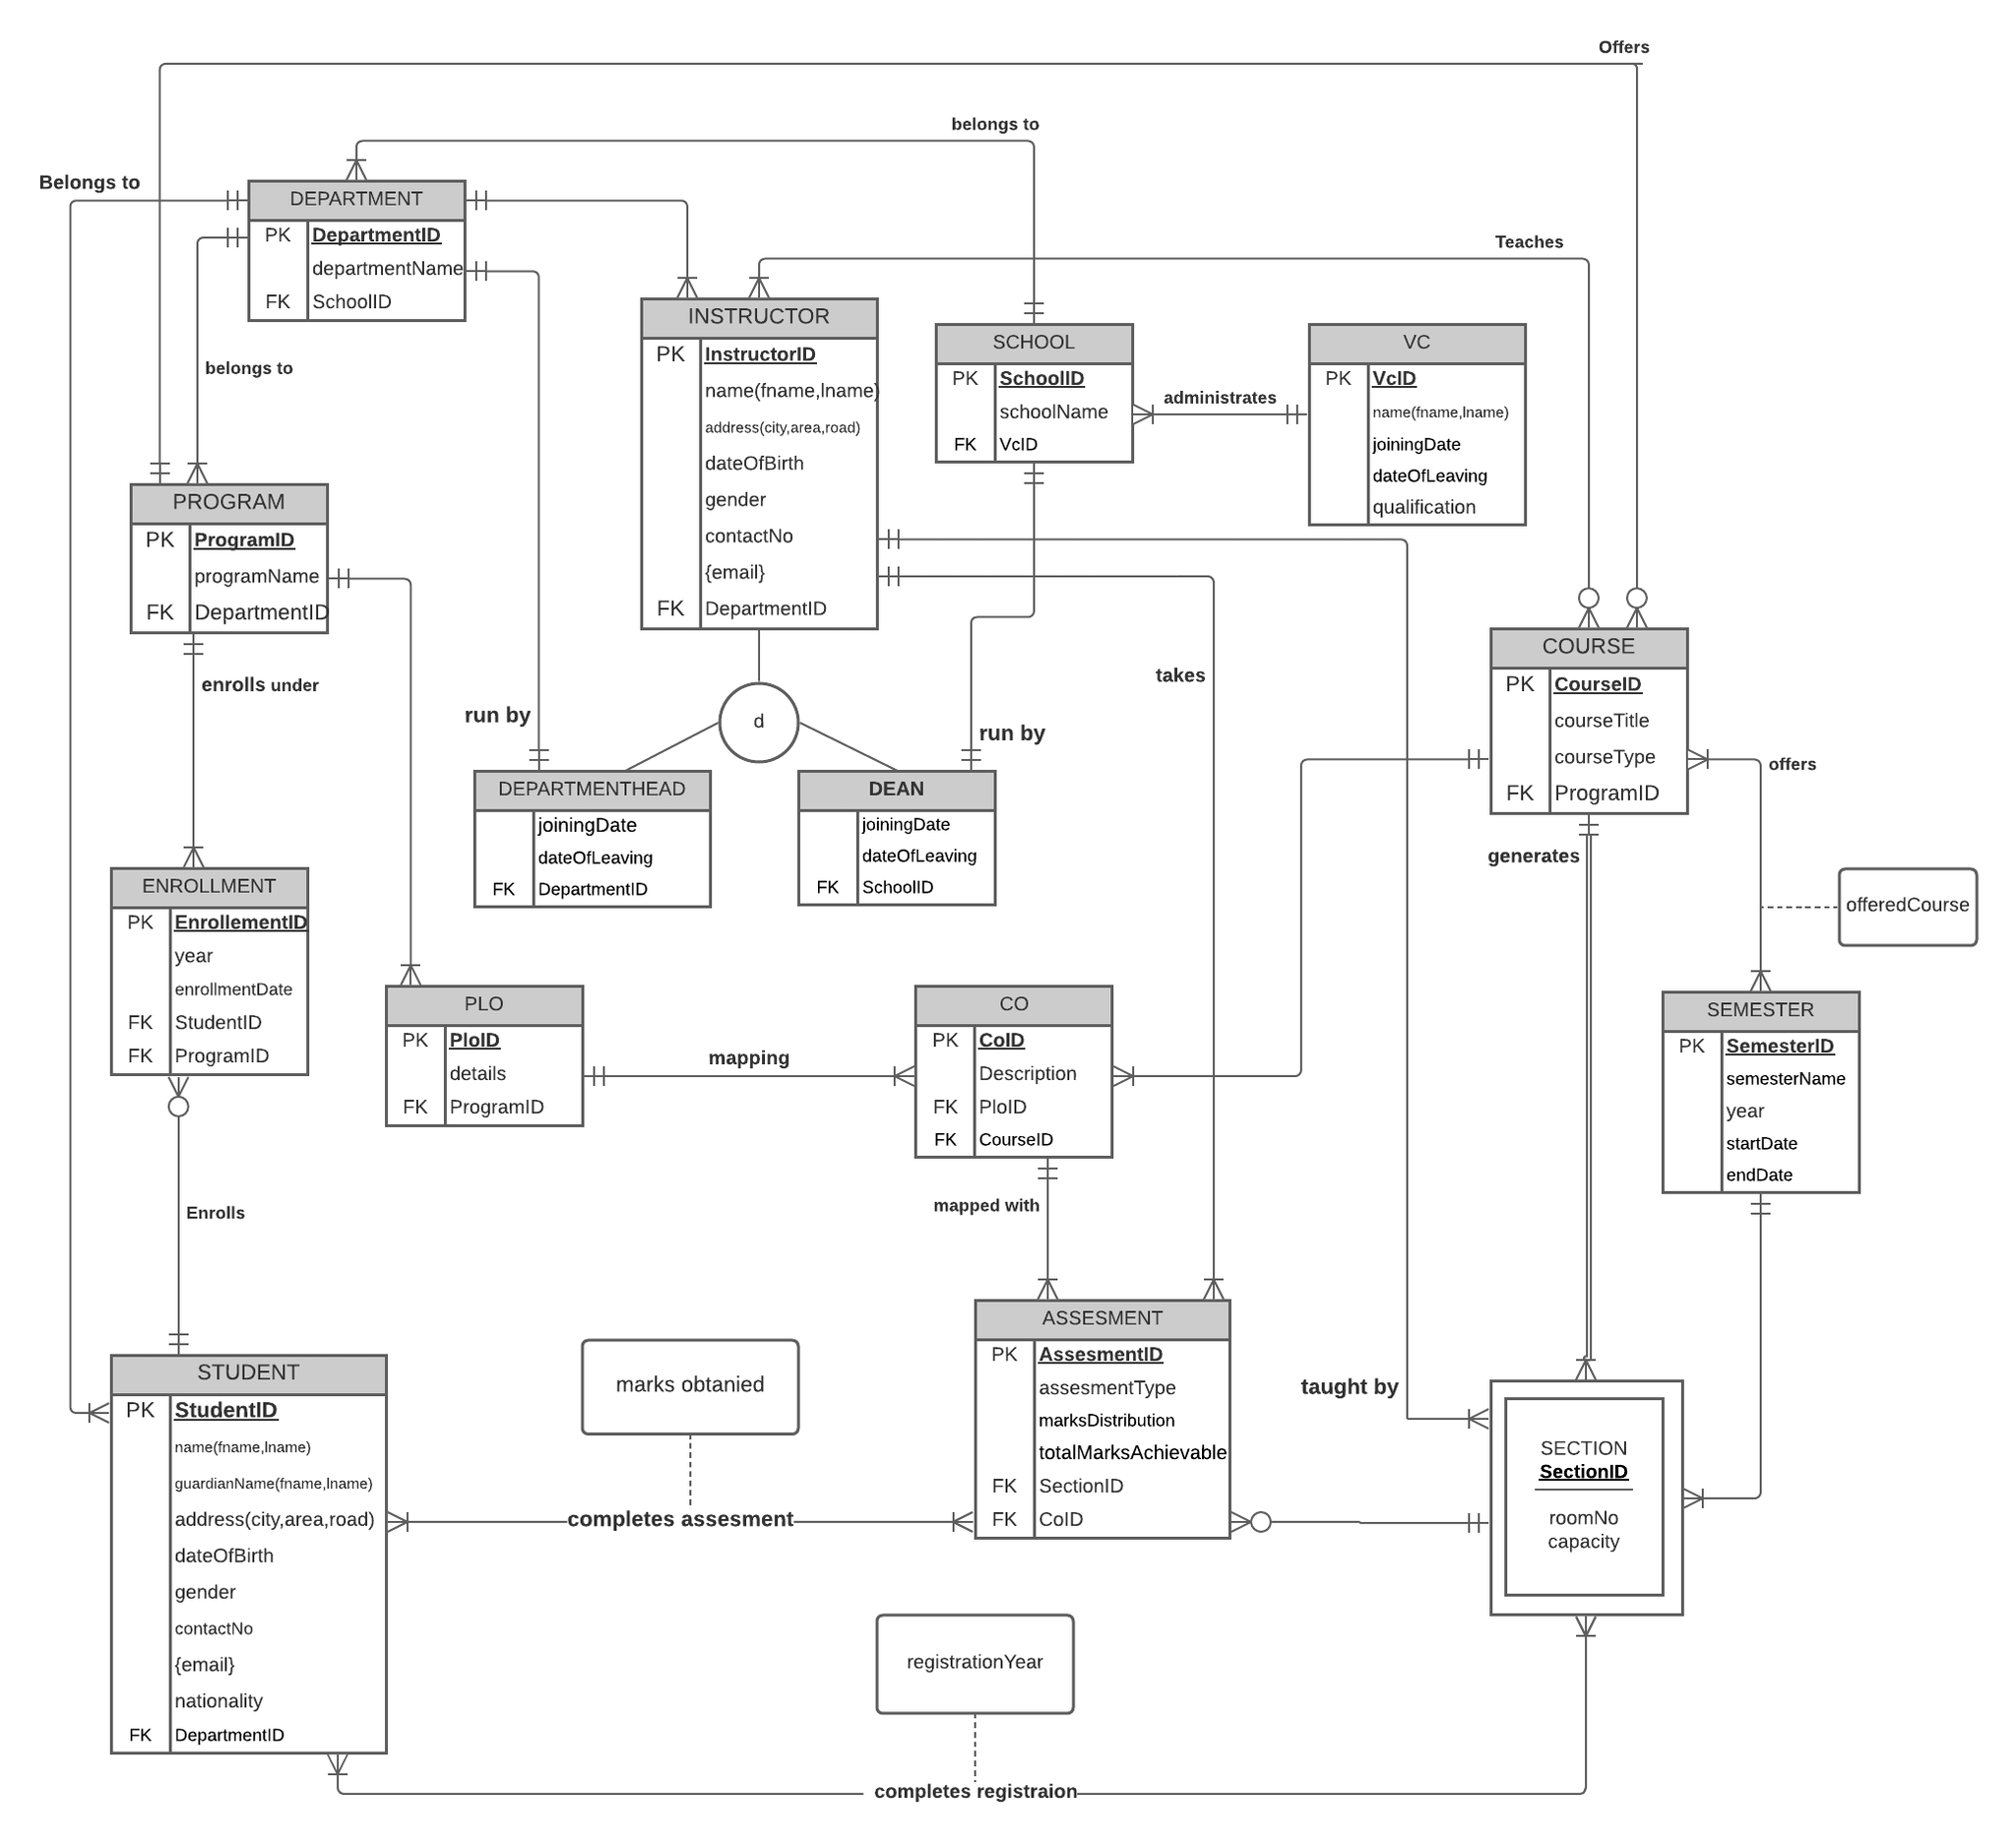 Offers
belongs to
Belongs to
DEPARTMENT
PK DepartmentID
departmentName
FK SchoolID
Teaches
INSTRUCTOR
PK InstructorID
name(fname,lname)
address(city,area,road)
dateOfBirth
gender
contactNo
{email}
FK DepartmentID
SCHOOL
PK SchoolID
schoolName
FK VcID
administrates
VC
PK VcID
name(fname,lname)
joiningDate
dateOfLeaving
qualification
belongs to
PROGRAM
PK ProgramID
programName
FK DepartmentID
enrolls under
run by
d
run by
takes
COURSE
PK CourseID
courseTitle
courseType
FK ProgramID
offers
generates
DEPARTMENTHEAD
joiningDate
dateOfLeaving
FK DepartmentID
DEAN
joiningDate
dateOfLeaving
FK SchoolID
offeredCourse
ENROLLMENT
PK EnrollementID
year
enrollmentDate
FK StudentID
FK ProgramID
PLO
PK PloID
details
FK ProgramID
mapping
CO
PK CoID
Description
FK PloID
FK CourseID
SEMESTER
PK SemesterID
semesterName
year
startDate
endDate
Enrolls
mapped with
STUDENT
PK StudentID
name(fname,lname)
guardianName(fname,lname)
address(city,area,road)
dateOfBirth
gender
contactNo
{email}
nationality
FK DepartmentID
marks obtanied
completes assesment
ASSESMENT
PK AssesmentID
assesmentType
marksDistribution
totalMarksAchievable
FK SectionID
FK CoID
taught by
SECTION
SectionID
roomNo
capacity
registrationYear
completes registraion